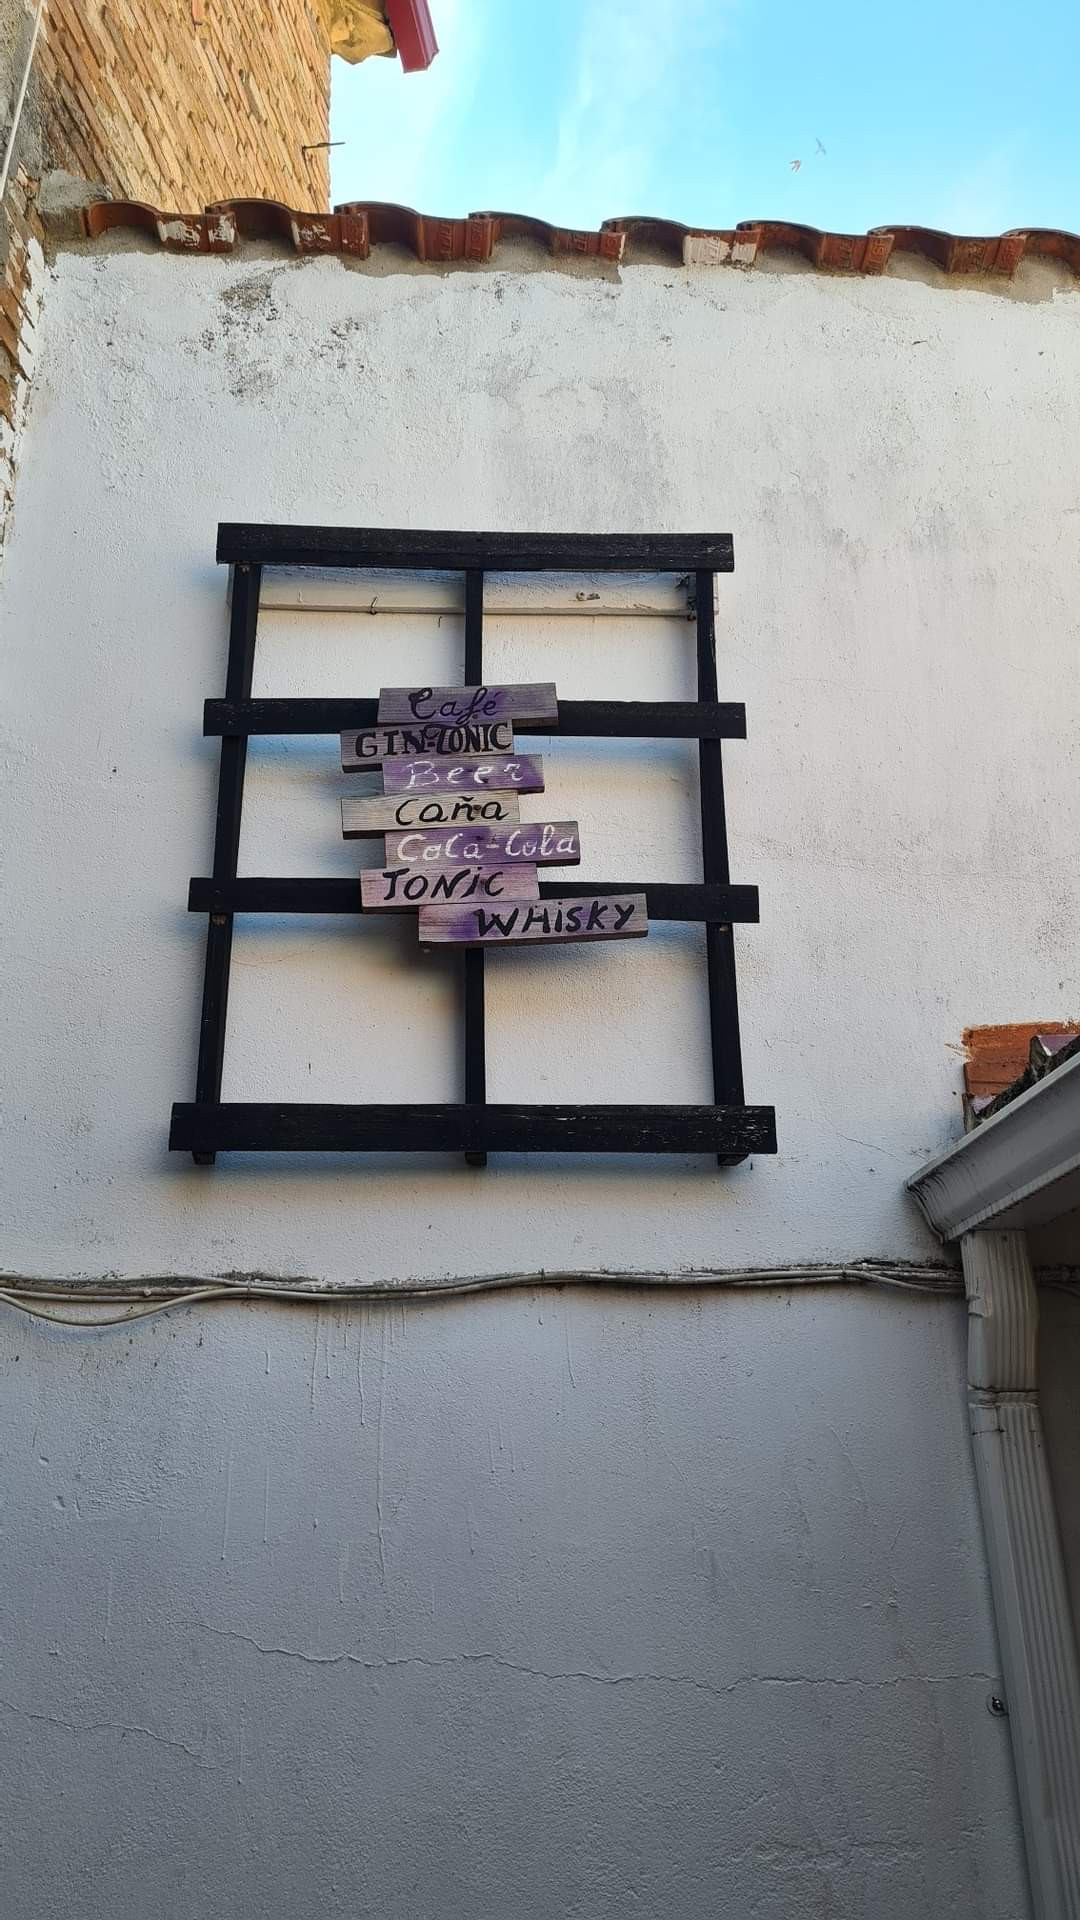 Café
GIN-TONIC
Beer
Caña
CoCa-Cola
TONiC
WHiSKY